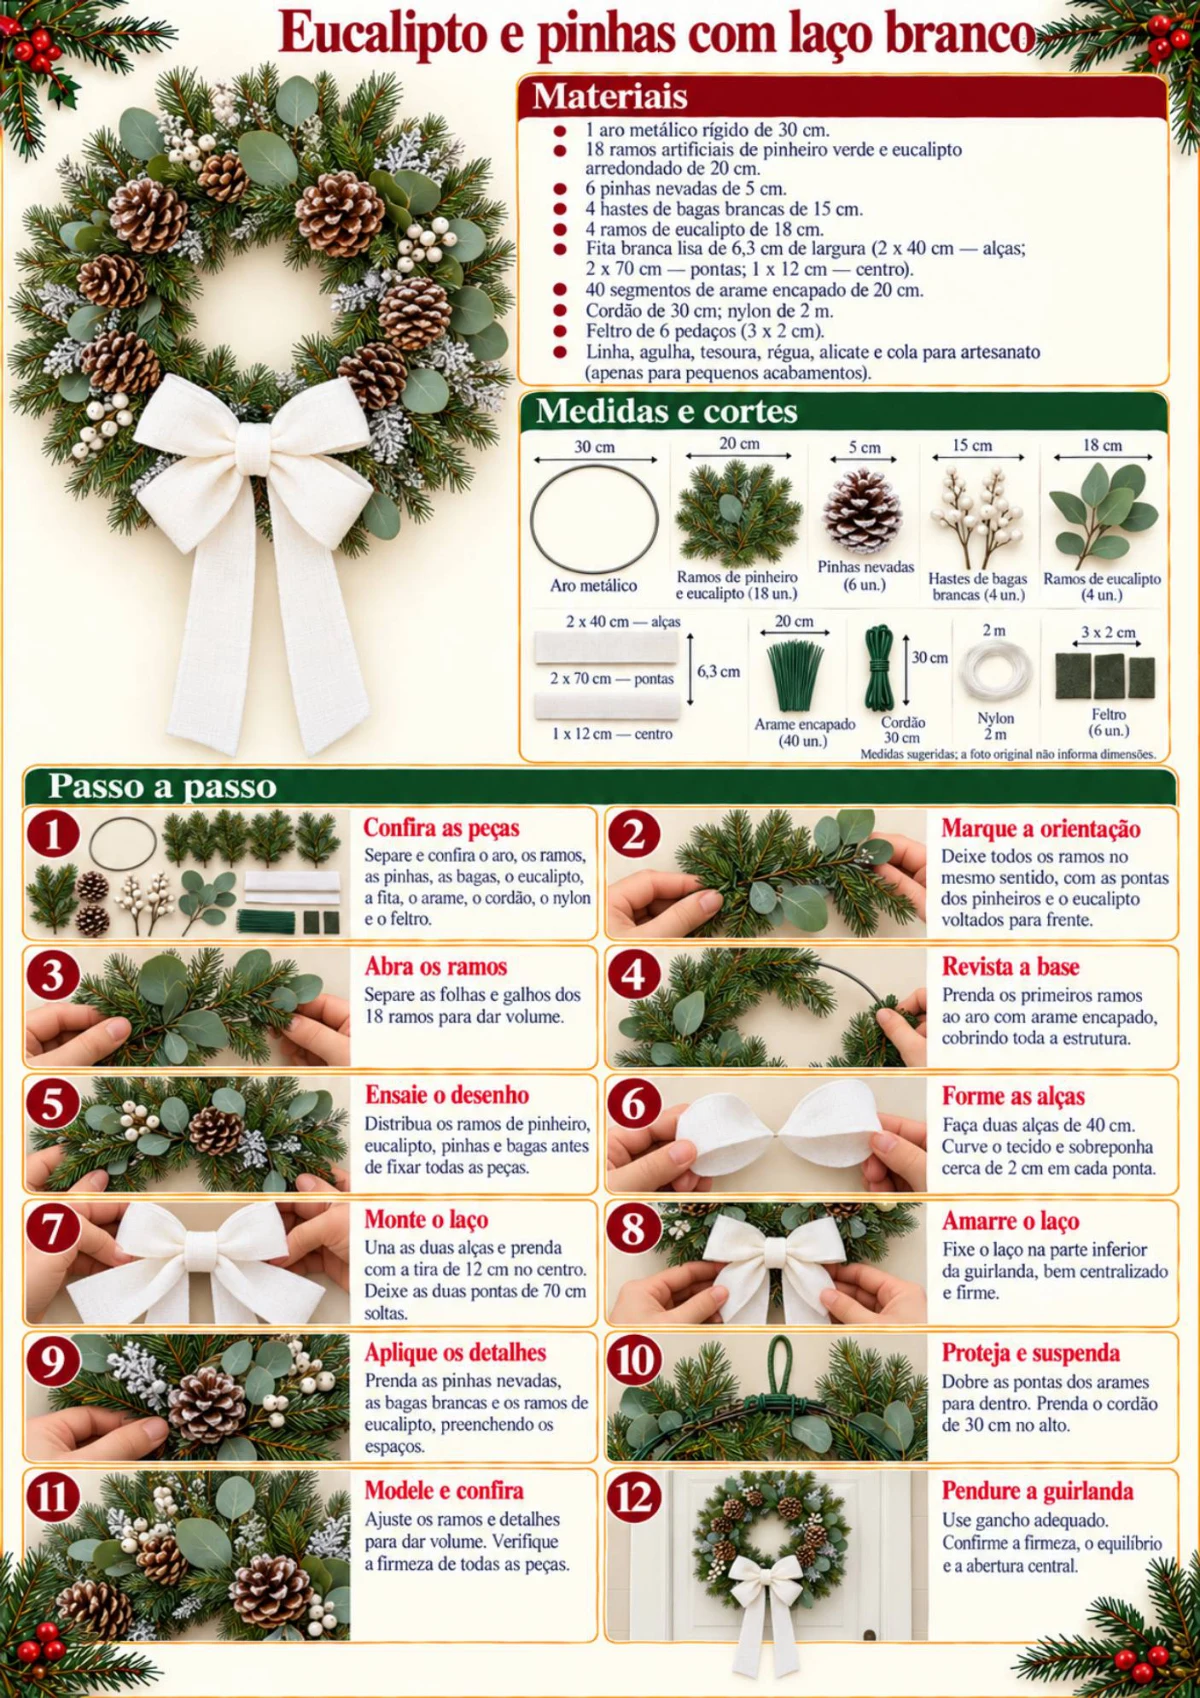 Eucalipto e pinhas com laço branco
Materiais
1 aro metálico rígido de 30 cm.
18 ramos artificiais de pinheiro verde e eucalipto
arredondado de 20 cm.
6 pinhas nevadas de 5 cm.
4 hastes de bagas brancas de 15 cm.
4 ramos de eucalipto de 18 cm.
Fita branca lisa de 6,3 cm de largura (2 x 40 cm — alças;
2 x 70 cm — pontas; 1 x 12 cm — centro).
40 segmentos de arame encapado de 20 cm.
Cordão de 30 cm; nylon de 2 m.
Feltro de 6 pedaços (3 x 2 cm).
Linha, agulha, tesoura, régua, alicate e cola para artesanato
(apenas para pequenos acabamentos).
Medidas e cortes
30 cm
Aro metálico
20 cm
Ramos de pinheiro
e eucalipto (18 un.)
5 cm
Pinhas nevadas
(6 un.)
15 cm
Hastes de bagas
brancas (4 un.)
18 cm
Ramos de eucalipto
(4 un.)
2 x 40 cm — alças
2 x 70 cm — pontas
1 x 12 cm — centro
6,3 cm
20 cm
Arame encapado
(40 un.)
30 cm
Cordão
30 cm
2 m
Nylon
2 m
3 x 2 cm
Feltro
(6 un.)
Medidas sugeridas; a foto original não informa dimensões.
Passo a passo
1
Confira as peças
Separe e confira o aro, os ramos,
as pinhas, as bagas, o eucalipto,
a fita, o arame, o cordão, o nylon
e o feltro.
2
Marque a orientação
Deixe todos os ramos no
mesmo sentido, com as pontas
dos pinheiros e o eucalipto
voltados para frente.
3
Abra os ramos
Separe as folhas e galhos dos
18 ramos para dar volume.
4
Revista a base
Prenda os primeiros ramos
ao aro com arame encapado,
cobrindo toda a estrutura.
5
Ensaie o desenho
Distribua os ramos de pinheiro,
eucalipto, pinhas e bagas antes
de fixar todas as peças.
6
Forme as alças
Faça duas alças de 40 cm.
Curve o tecido e sobreponha
cerca de 2 cm em cada ponta.
7
Monte o laço
Una as duas alças e prenda
com a tira de 12 cm no centro.
Deixe as duas pontas de 70 cm
soltas.
8
Amarre o laço
Fixe o laço na parte inferior
da guirlanda, bem centralizado
e firme.
9
Aplique os detalhes
Prenda as pinhas nevadas,
as bagas brancas e os ramos de
eucalipto, preenchendo os
espaços.
10
Proteja e suspenda
Dobre as pontas dos arames
para dentro. Prenda o cordão
de 30 cm no alto.
11
Modele e confira
Ajuste os ramos e detalhes
para dar volume. Verifique
a firmeza de todas as peças.
12
Pendure a guirlanda
Use gancho adequado.
Confirme a firmeza, o equilíbrio
e a abertura central.